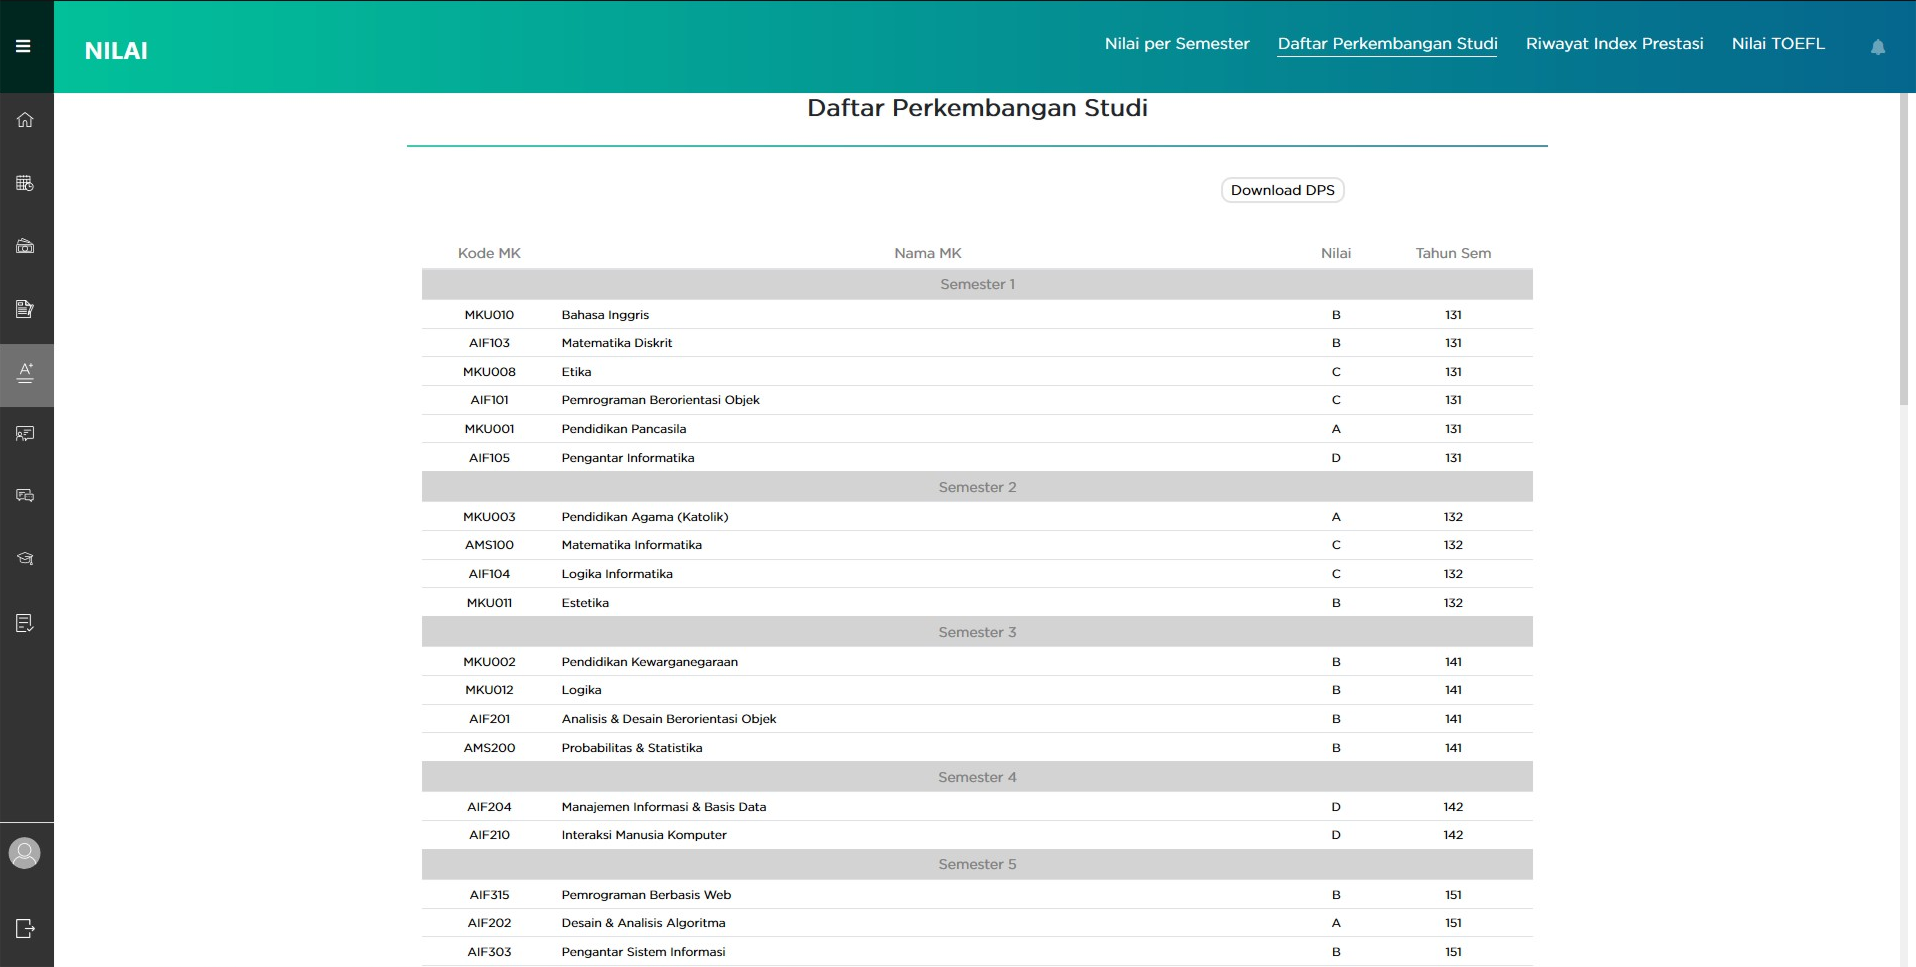 NILAI
Nilai per Semester Daftar Perkembangan Studi Riwayat Index Prestasi Nilai TOEFL
Daftar Perkembangan Studi
Download DPS
Kode MK Nama MK Nilai Tahun Sem
Semester 1
MKU010 Bahasa Inggris B 131
AIF103 Matematika Diskrit B 131
MKU008 Etika C 131
AIF101 Pemrograman Berorientasi Objek C 131
MKU001 Pendidikan Pancasila A 131
AIF105 Pengantar Informatika D 131
Semester 2
MKU003 Pendidikan Agama (Katolik) A 132
AMS100 Matematika Informatika C 132
AIF104 Logika Informatika C 132
MKU011 Estetika B 132
Semester 3
MKU002 Pendidikan Kewarganegaraan B 141
MKU012 Logika B 141
AIF201 Analisis & Desain Berorientasi Objek B 141
AMS200 Probabilitas & Statistika B 141
Semester 4
AIF204 Manajemen Informasi & Basis Data D 142
AIF210 Interaksi Manusia Komputer D 142
Semester 5
AIF315 Pemrograman Berbasis Web B 151
AIF202 Desain & Analisis Algoritma A 151
AIF303 Pengantar Sistem Informasi B 151